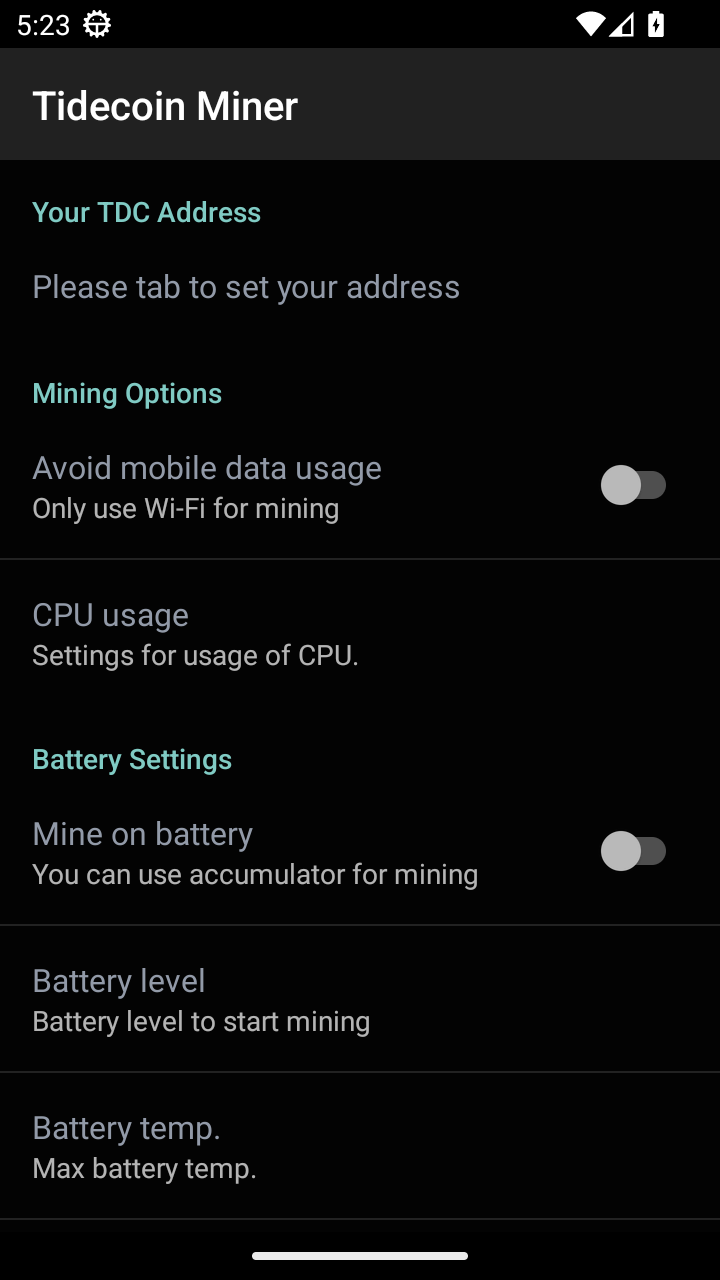 5:23
Tidecoin Miner
Your TDC Address
Please tab to set your address
Mining Options
Avoid mobile data usage
Only use Wi-Fi for mining
CPU usage
Settings for usage of CPU.
Battery Settings
Mine on battery
You can use accumulator for mining
Battery level
Battery level to start mining
Battery temp.
Max battery temp.